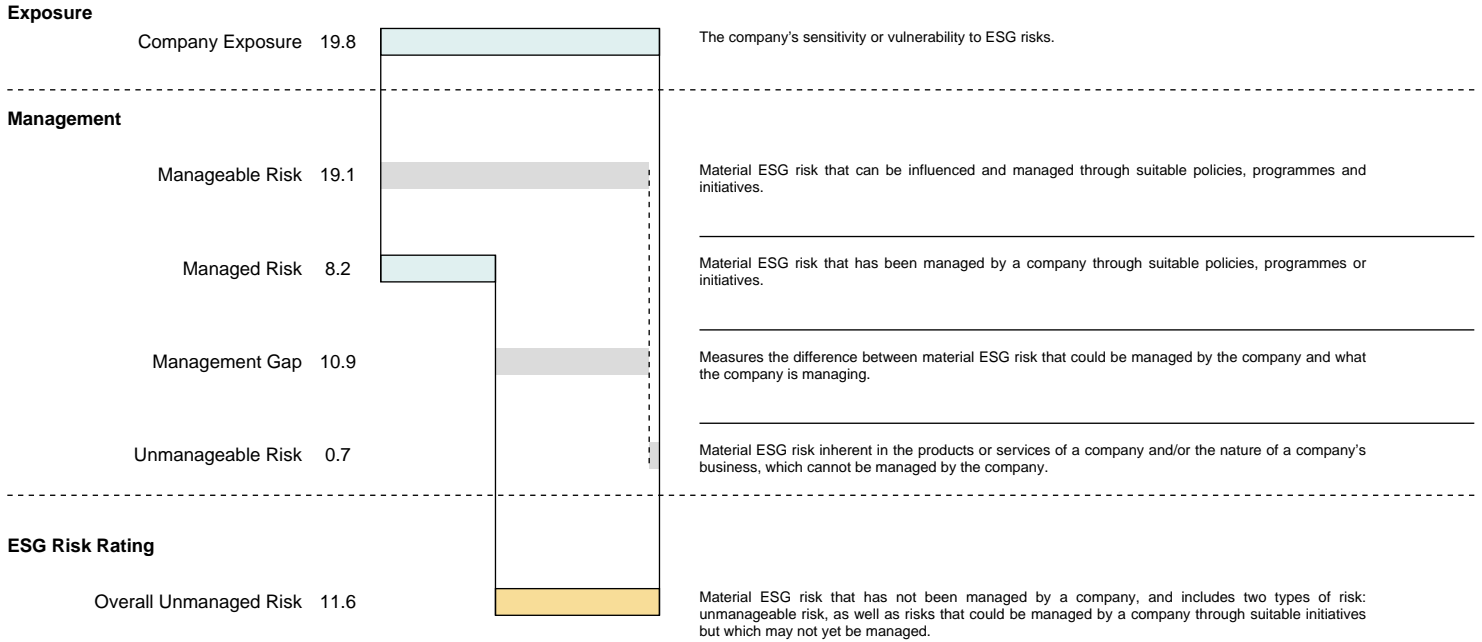 Exposure
Company Exposure 19.8
The company’s sensitivity or vulnerability to ESG risks.
Management
Manageable Risk 19.1
Material ESG risk that can be influenced and managed through suitable policies, programmes and
initiatives.
Managed Risk 8.2
Material ESG risk that has been managed by a company through suitable policies, programmes or
initiatives.
Management Gap 10.9
Measures the difference between material ESG risk that could be managed by the company and what
the company is managing.
Unmanageable Risk 0.7
Material ESG risk inherent in the products or services of a company and/or the nature of a company’s
business, which cannot be managed by the company.
ESG Risk Rating
Overall Unmanaged Risk 11.6
Material ESG risk that has not been managed by a company, and includes two types of risk:
unmanageable risk, as well as risks that could be managed by a company through suitable initiatives
but which may not yet be managed.